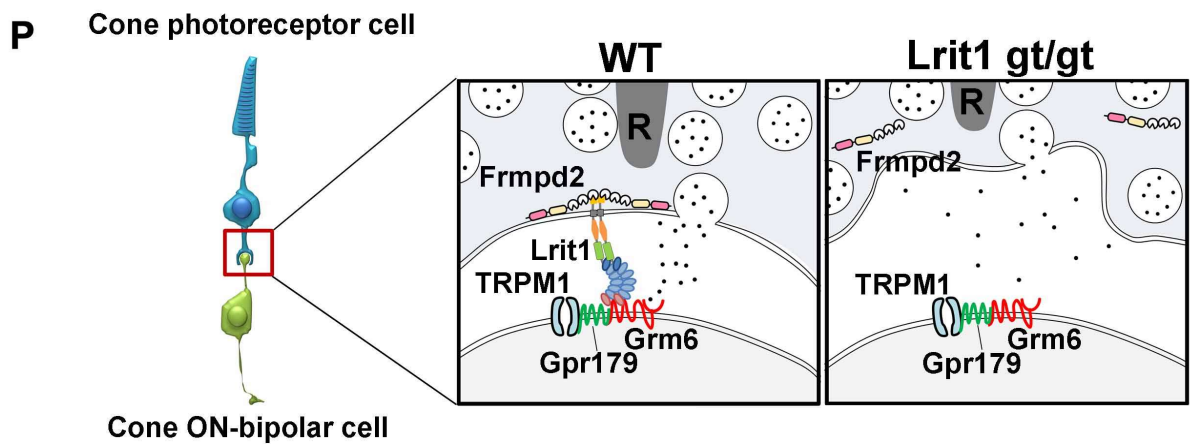 P
Cone photoreceptor cell
Cone ON-bipolar cell
WT
R
Frmpd2
Lrit1
TRPM1
Grm6
Gpr179
Lrit1 gt/gt
R
Frmpd2
TRPM1
Grm6
Gpr179